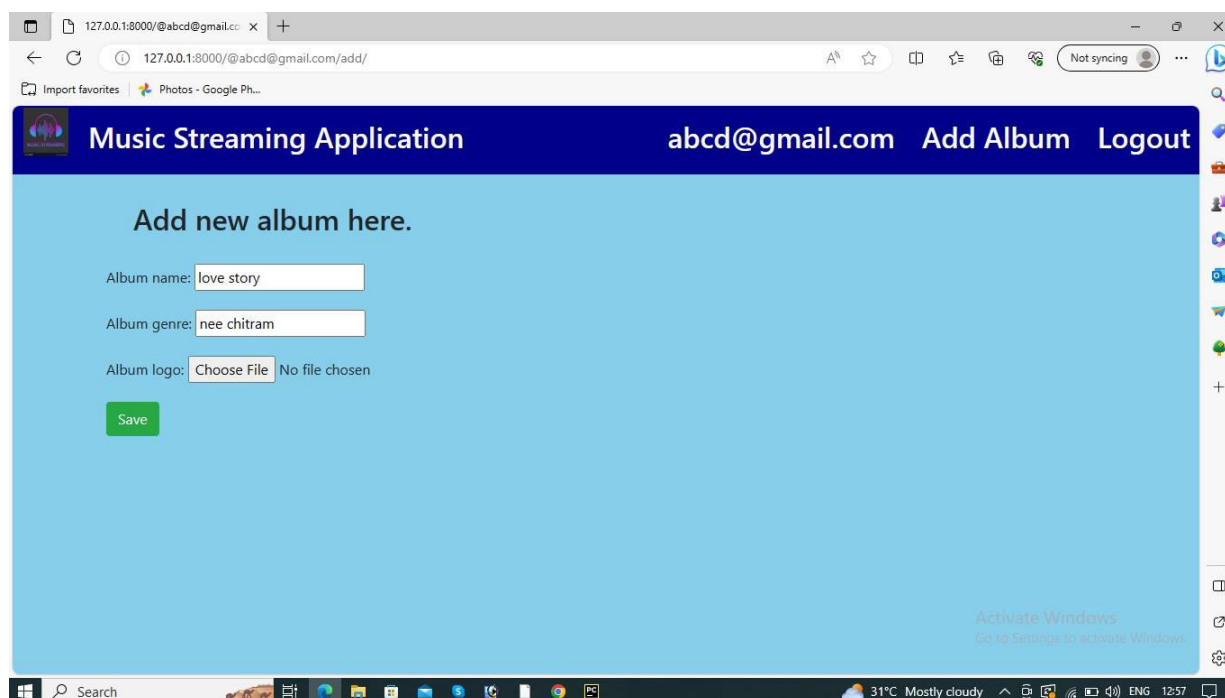 127.0.0.1:8000/@abcd@gmail.cc
127.0.0.1:8000/@abcd@gmail.com/add/
Not syncing
Import favorites
Photos - Google Ph...
Music Streaming Application
abcd@gmail.com Add Album Logout
Add new album here.
Album name: love story
Album genre: nee chitram
Album logo: Choose File No file chosen
Save
Activate Windows
Go to Settings to activate Windows.
Search
31°C Mostly cloudy ENG 12:57